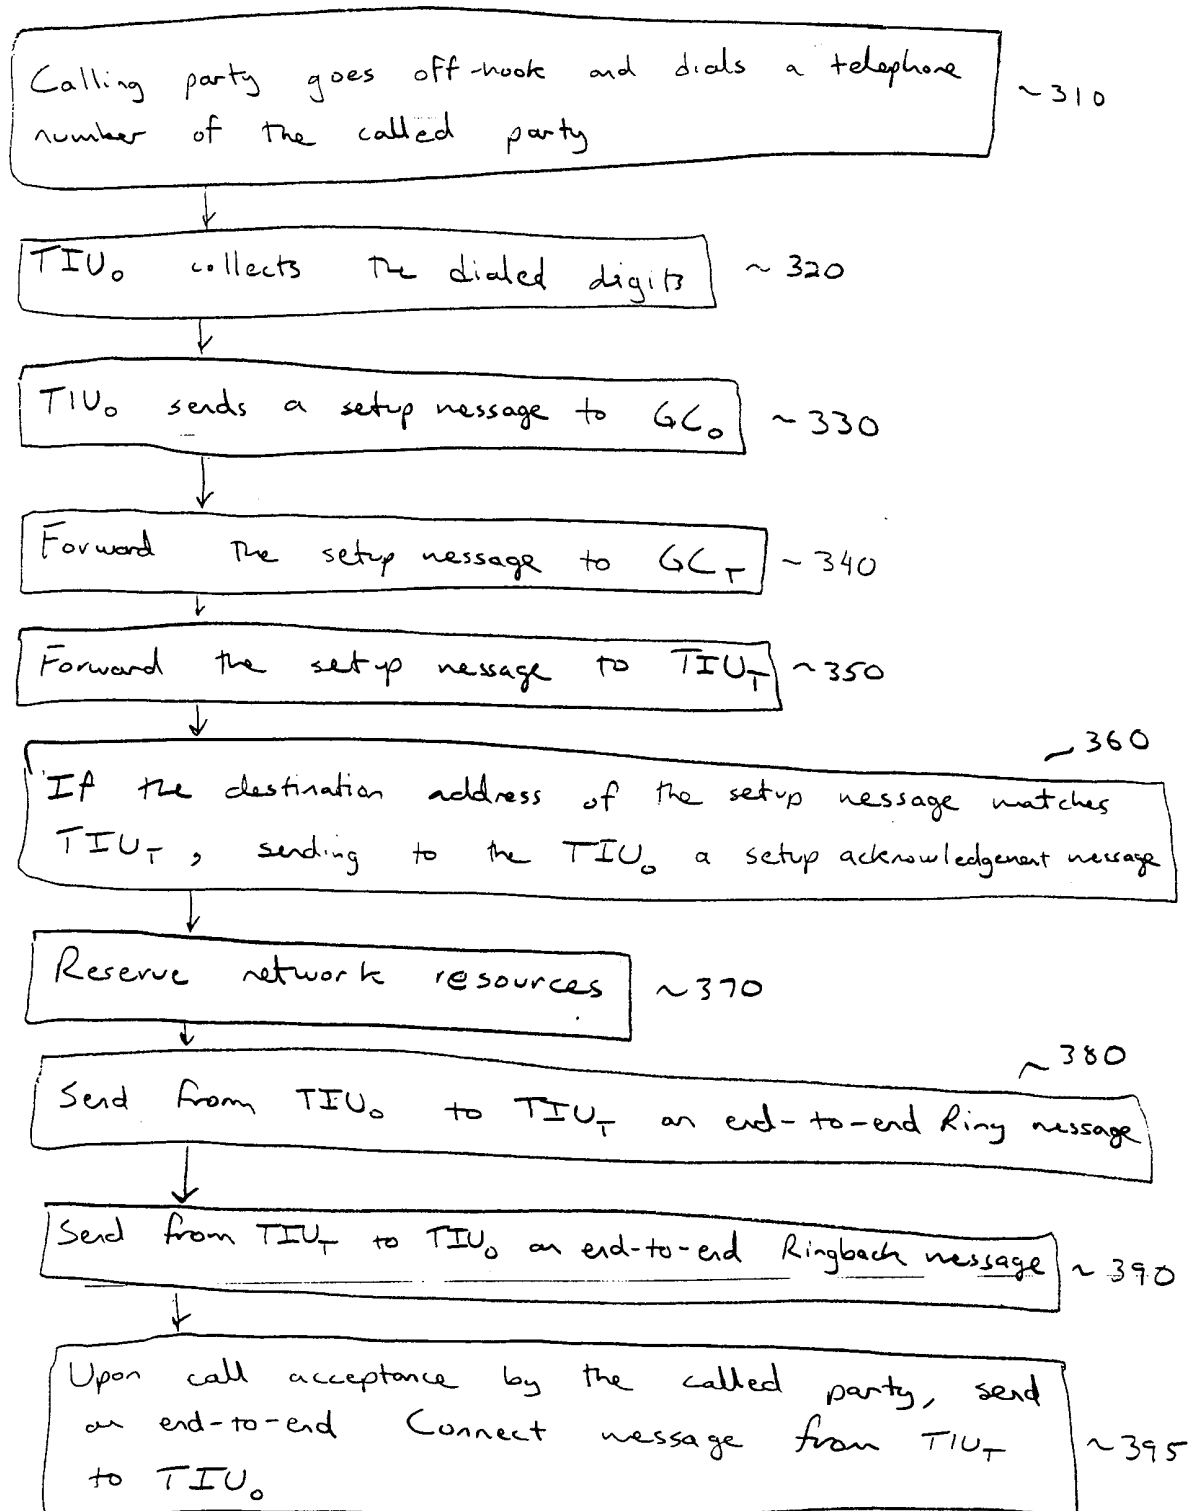 Calling party goes off-hook and dials a telephone ~310
number of the called party
TIU₀ collects the dialed digits ~320
TIU₀ sends a setup message to GC₀ ~330
Forward the setup message to GC_T ~340
Forward the setup message to TIU_T ~350
~360
If the destination address of the setup message matches
TIU_T, sending to the TIU₀ a setup acknowledgement message
Reserve network resources ~370
~380
Send from TIU₀ to TIU_T an end-to-end Ring message
Send from TIU_T to TIU₀ an end-to-end Ringback message ~390
Upon call acceptance by the called party, send
an end-to-end Connect message from TIU_T ~395
to TIU₀